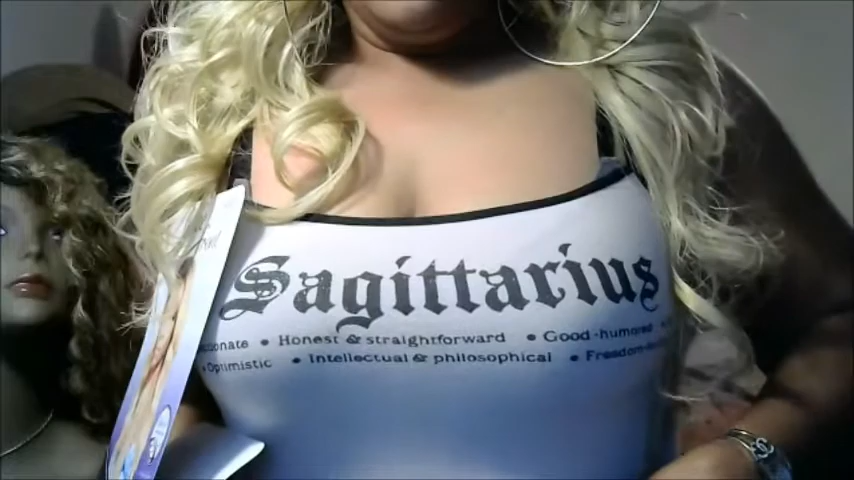 Sagittarius
• Honest & straightforward • Good-humored
• Optimistic • Intellectual & philosophical •